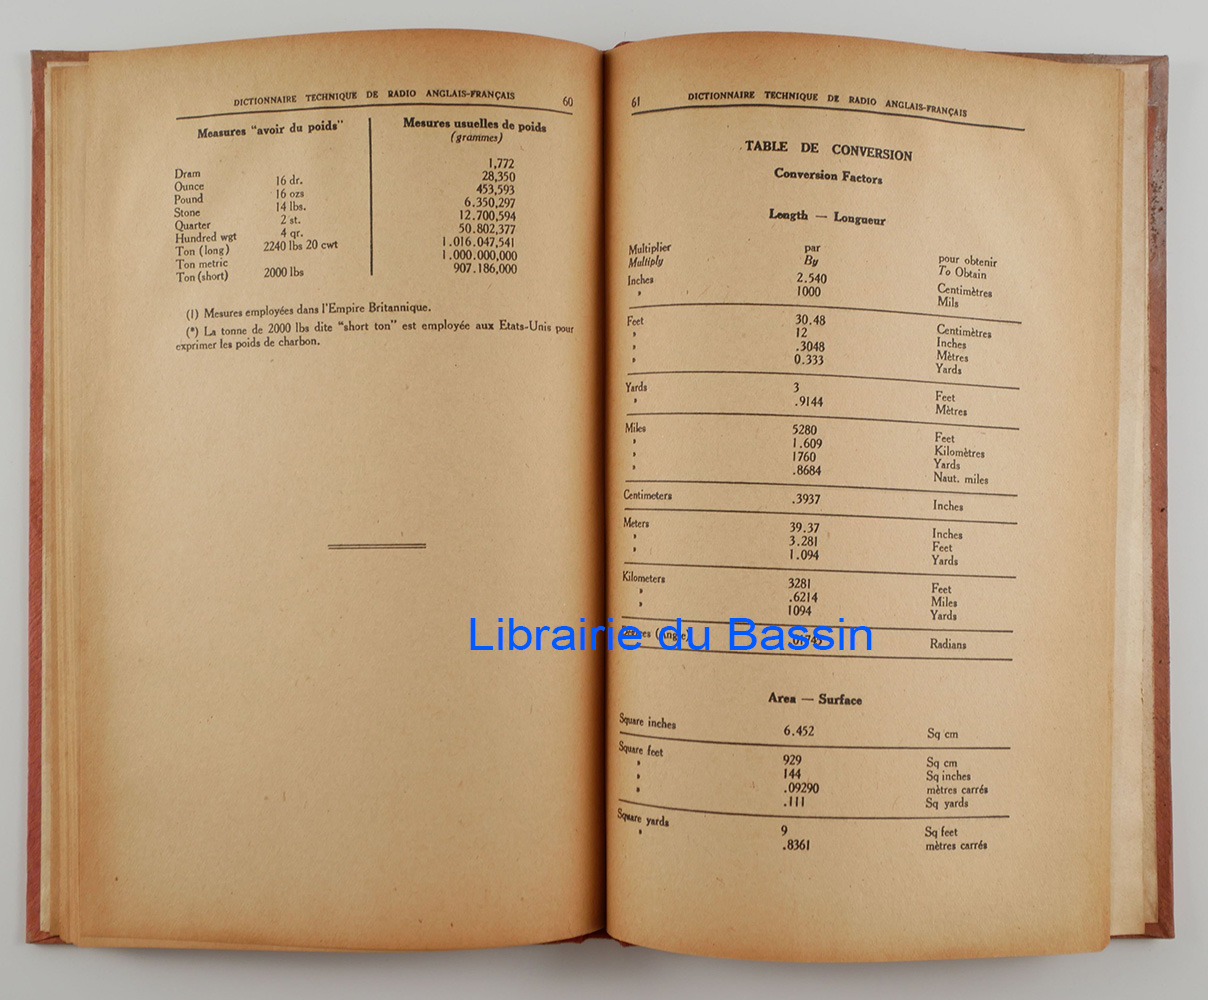 DICTIONNAIRE TECHNIQUE DE RADIO ANGLAIS-FRANÇAIS 60
Measures "avoir du poids" Mesures usuelles de poids
(grammes)
Dram 1,772
Ounce 16 dr. 28,350
Pound 16 ozs 453,593
Stone 14 lbs. 6.350,297
Quarter 2 st. 12.700,594
Hundred wgt 4 qr. 50.802,377
Ton (long) 2240 lbs 20 cwt 1.016.047,541
Ton metric 1.000.000,000
Ton (short) 2000 lbs 907.186,000
(1) Mesures employées dans l'Empire Britannique.
(*) La tonne de 2000 lbs dite "short ton" est employée aux Etats-Unis pour
exprimer les poids de charbon.
61 DICTIONNAIRE TECHNIQUE DE RADIO ANGLAIS-FRANÇAIS
TABLE DE CONVERSION
Conversion Factors
Length — Longueur
Multiplier par pour obtenir
Multiply By To Obtain
Inches 2.540 Centimètres
" 1000 Mils
Feet 30.48 Centimètres
" 12 Inches
" .3048 Mètres
" 0.333 Yards
Yards 3 Feet
" .9144 Mètres
Miles 5280 Feet
" 1.609 Kilomètres
" 1760 Yards
" .8684 Naut. miles
Centimeters .3937 Inches
Meters 39.37 Inches
" 3.281 Feet
" 1.094 Yards
Kilometers 3281 Feet
" .6214 Miles
" 1094 Yards
(Angle) .01745 Radians
Librairie du Bassin
Area — Surface
Square inches 6.452 Sq cm
Square feet 929 Sq cm
" 144 Sq inches
" .09290 mètres carrés
" .111 Sq yards
Square yards 9 Sq feet
" .8361 mètres carrés